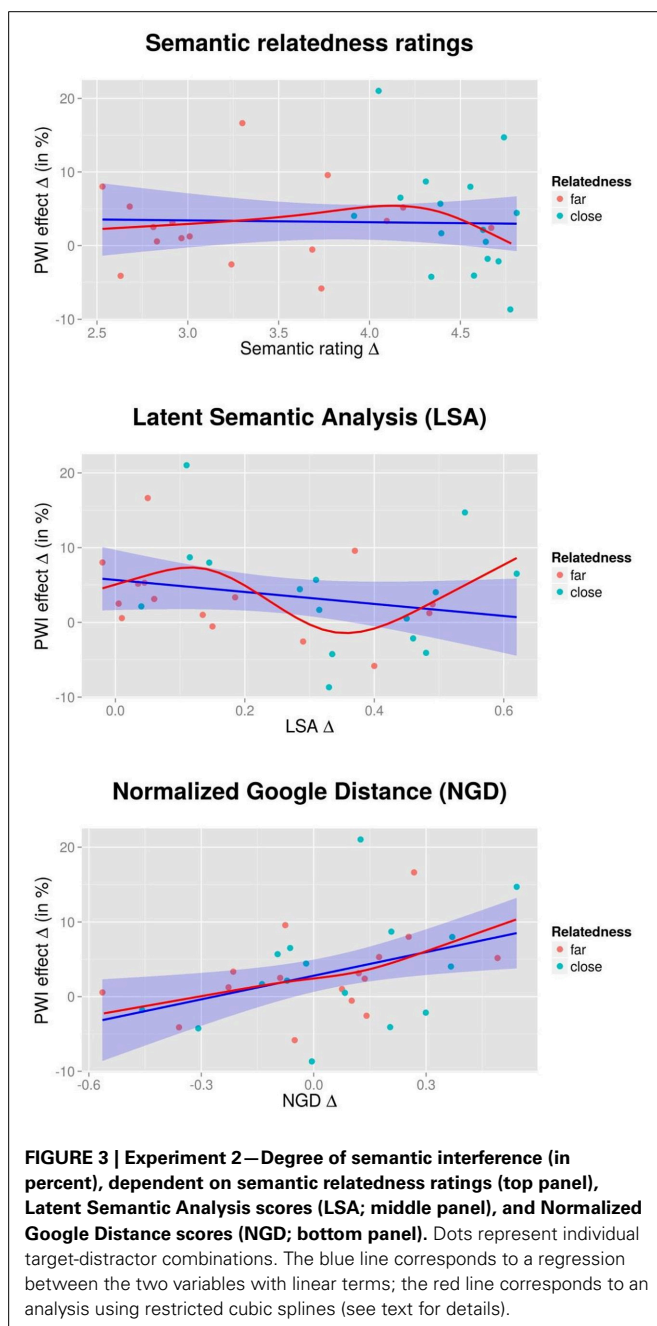 Semantic relatedness ratings
PWI effect Δ (in %)
20
10
0
-10
2.5 3.0 3.5 4.0 4.5
Semantic rating Δ
Relatedness
far
close
Latent Semantic Analysis (LSA)
PWI effect Δ (in %)
20
10
0
-10
0.0 0.2 0.4 0.6
LSA Δ
Relatedness
far
close
Normalized Google Distance (NGD)
PWI effect Δ (in %)
20
10
0
-10
-0.6 -0.3 0.0 0.3
NGD Δ
Relatedness
far
close
FIGURE 3 | Experiment 2—Degree of semantic interference (in
percent), dependent on semantic relatedness ratings (top panel),
Latent Semantic Analysis scores (LSA; middle panel), and Normalized
Google Distance scores (NGD; bottom panel). Dots represent individual
target-distractor combinations. The blue line corresponds to a regression
between the two variables with linear terms; the red line corresponds to an
analysis using restricted cubic splines (see text for details).